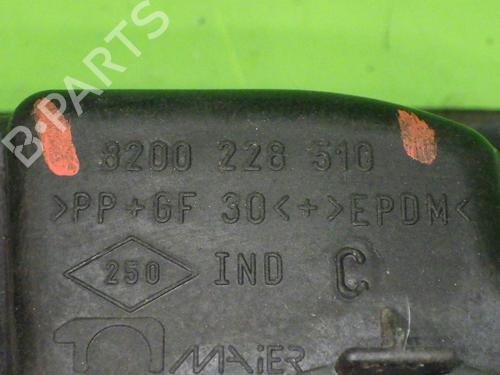 B-PARTS
8200 228 510
>PP+GF 30<+>EPDM<
250 IND C
MAiER